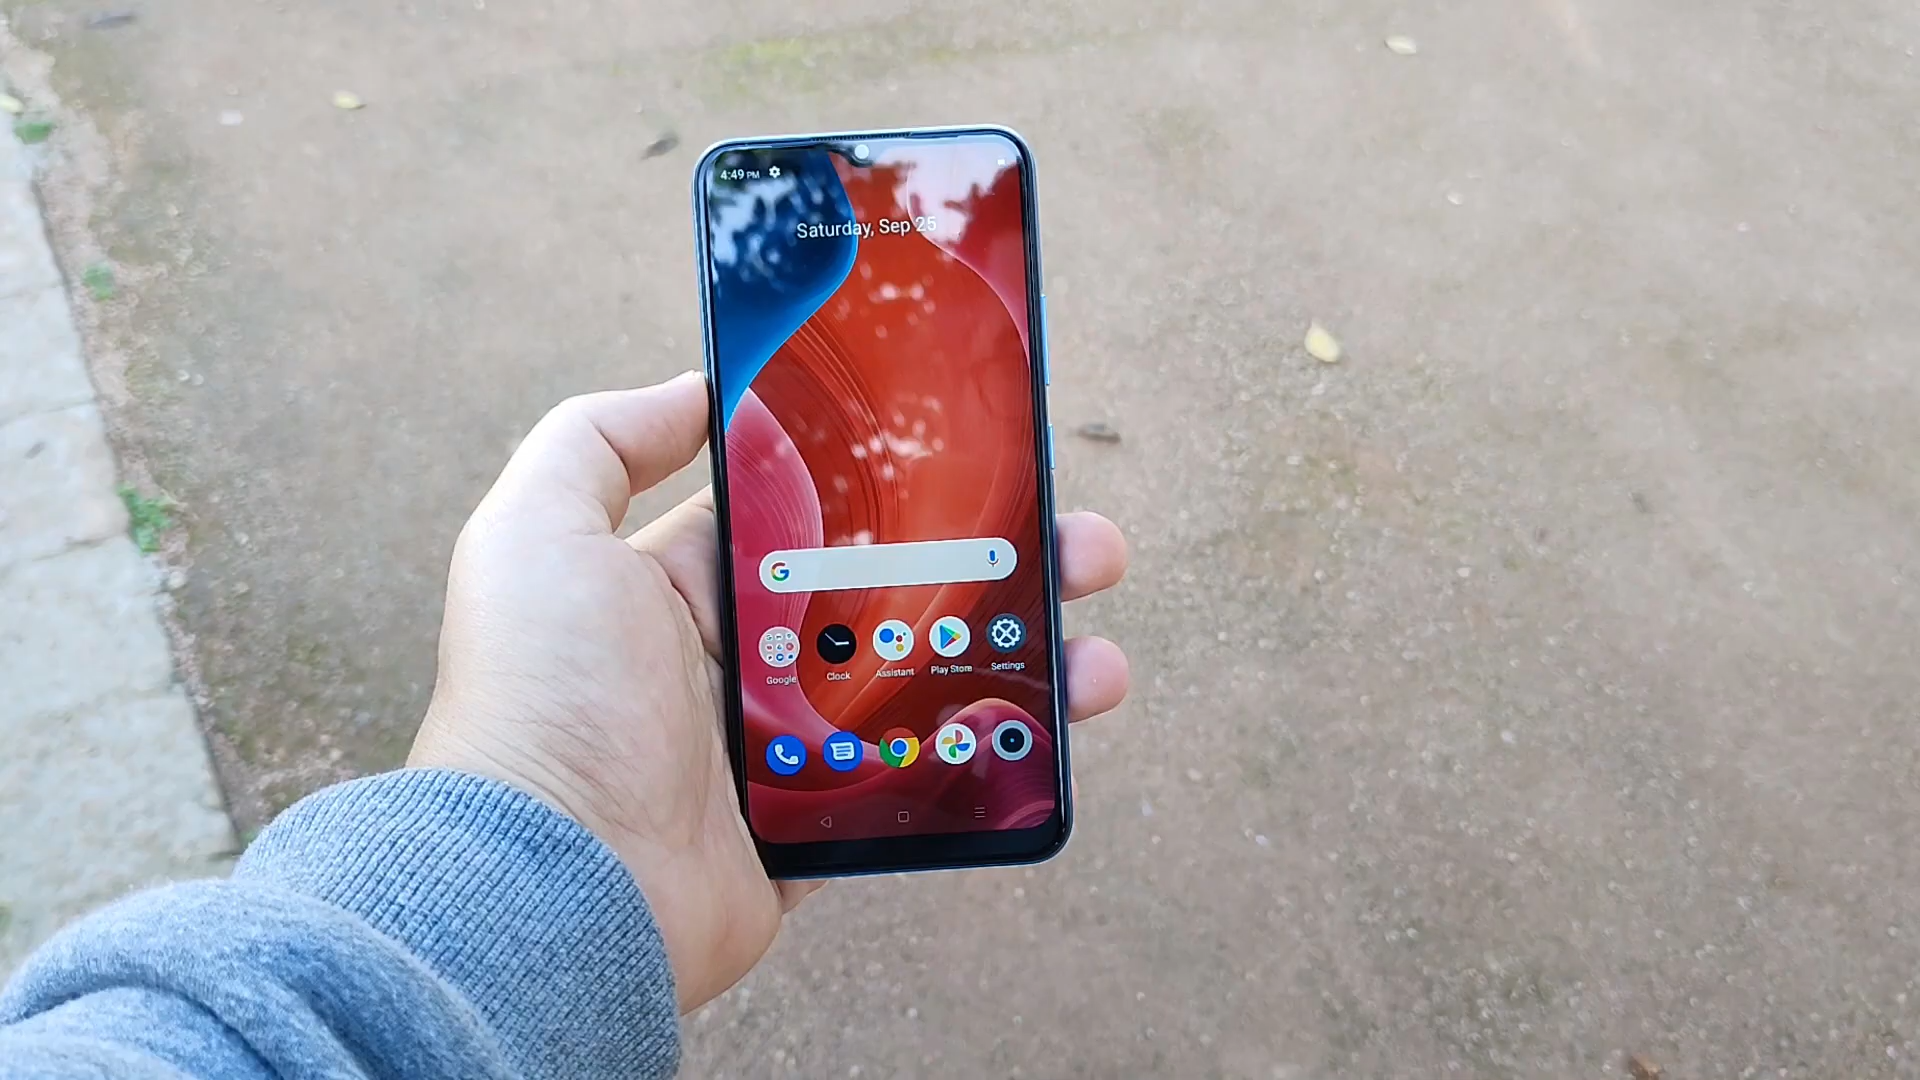 4:49 PM
Saturday, Sep 25
Google
Clock
Assistant
Play Store
Settings